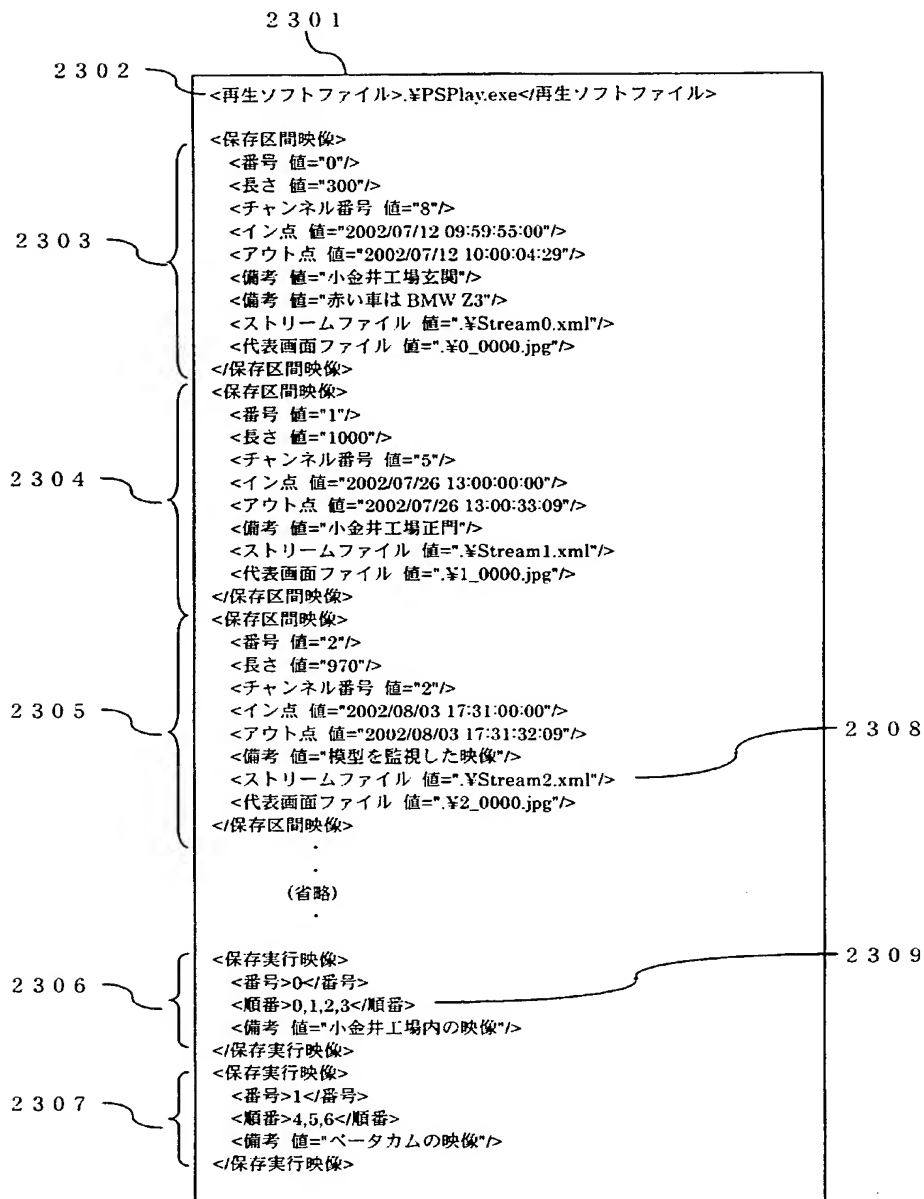 2301
2302
<再生ソフトファイル>.¥PSPlay.exe</再生ソフトファイル>
2303
<保存区間映像>
<番号 値="0"/>
<長さ 値="300"/>
<チャンネル番号 値="8"/>
<イン点 値="2002/07/12 09:59:55:00"/>
<アウト点 値="2002/07/12 10:00:04:29"/>
<備考 値="小金井工場玄関"/>
<備考 値="赤い車は BMW Z3"/>
<ストリームファイル 値=".¥Stream0.xml"/>
<代表画面ファイル 値=".¥0_0000.jpg"/>
</保存区間映像>
2304
<保存区間映像>
<番号 値="1"/>
<長さ 値="1000"/>
<チャンネル番号 値="5"/>
<イン点 値="2002/07/26 13:00:00:00"/>
<アウト点 値="2002/07/26 13:00:33:09"/>
<備考 値="小金井工場正門"/>
<ストリームファイル 値=".¥Stream1.xml"/>
<代表画面ファイル 値=".¥1_0000.jpg"/>
</保存区間映像>
2305
<保存区間映像>
<番号 値="2"/>
<長さ 値="970"/>
<チャンネル番号 値="2"/>
<イン点 値="2002/08/03 17:31:00:00"/>
<アウト点 値="2002/08/03 17:31:32:09"/>
<備考 値="模型を監視した映像"/>
<ストリームファイル 値=".¥Stream2.xml"/>
2308
<代表画面ファイル 値=".¥2_0000.jpg"/>
</保存区間映像>
(省略)
2306
<保存実行映像>
<番号>0</番号>
<順番>0,1,2,3</順番>
2309
<備考 値="小金井工場内の映像"/>
</保存実行映像>
2307
<保存実行映像>
<番号>1</番号>
<順番>4,5,6</順番>
<備考 値="ベータカムの映像"/>
</保存実行映像>